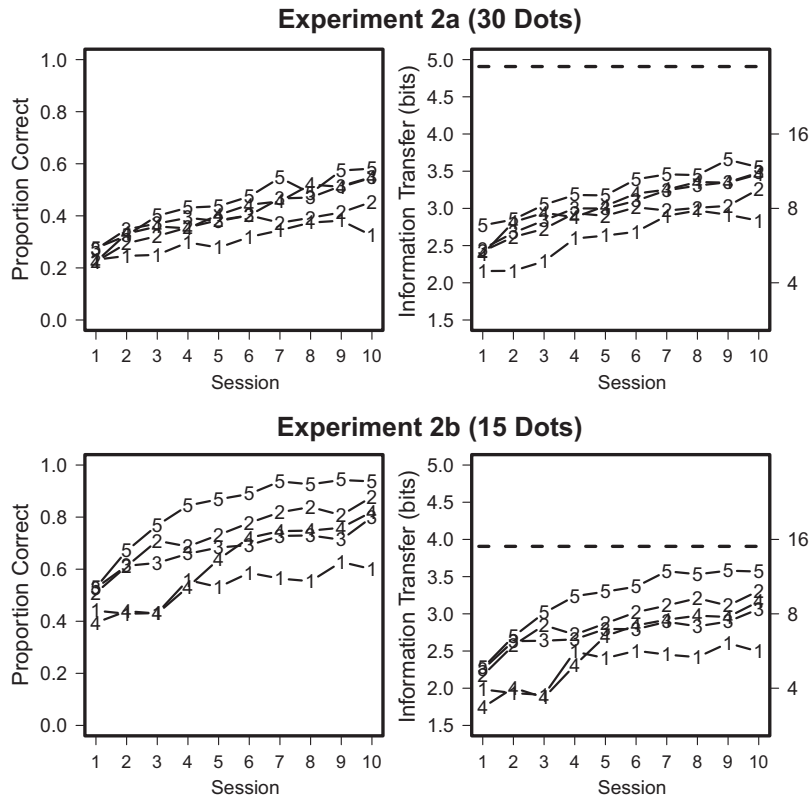 Experiment 2a (30 Dots)
Proportion Correct
1.0
0.8
0.6
0.4
0.2
0.0
1 2 3 4 5 6 7 8 9 10
Session
Information Transfer (bits)
5.0
4.5
4.0
3.5
3.0
2.5
2.0
1.5
16
8
4
1 2 3 4 5 6 7 8 9 10
Session
Experiment 2b (15 Dots)
Proportion Correct
1.0
0.8
0.6
0.4
0.2
0.0
1 2 3 4 5 6 7 8 9 10
Session
Information Transfer (bits)
5.0
4.5
4.0
3.5
3.0
2.5
2.0
1.5
16
8
4
1 2 3 4 5 6 7 8 9 10
Session